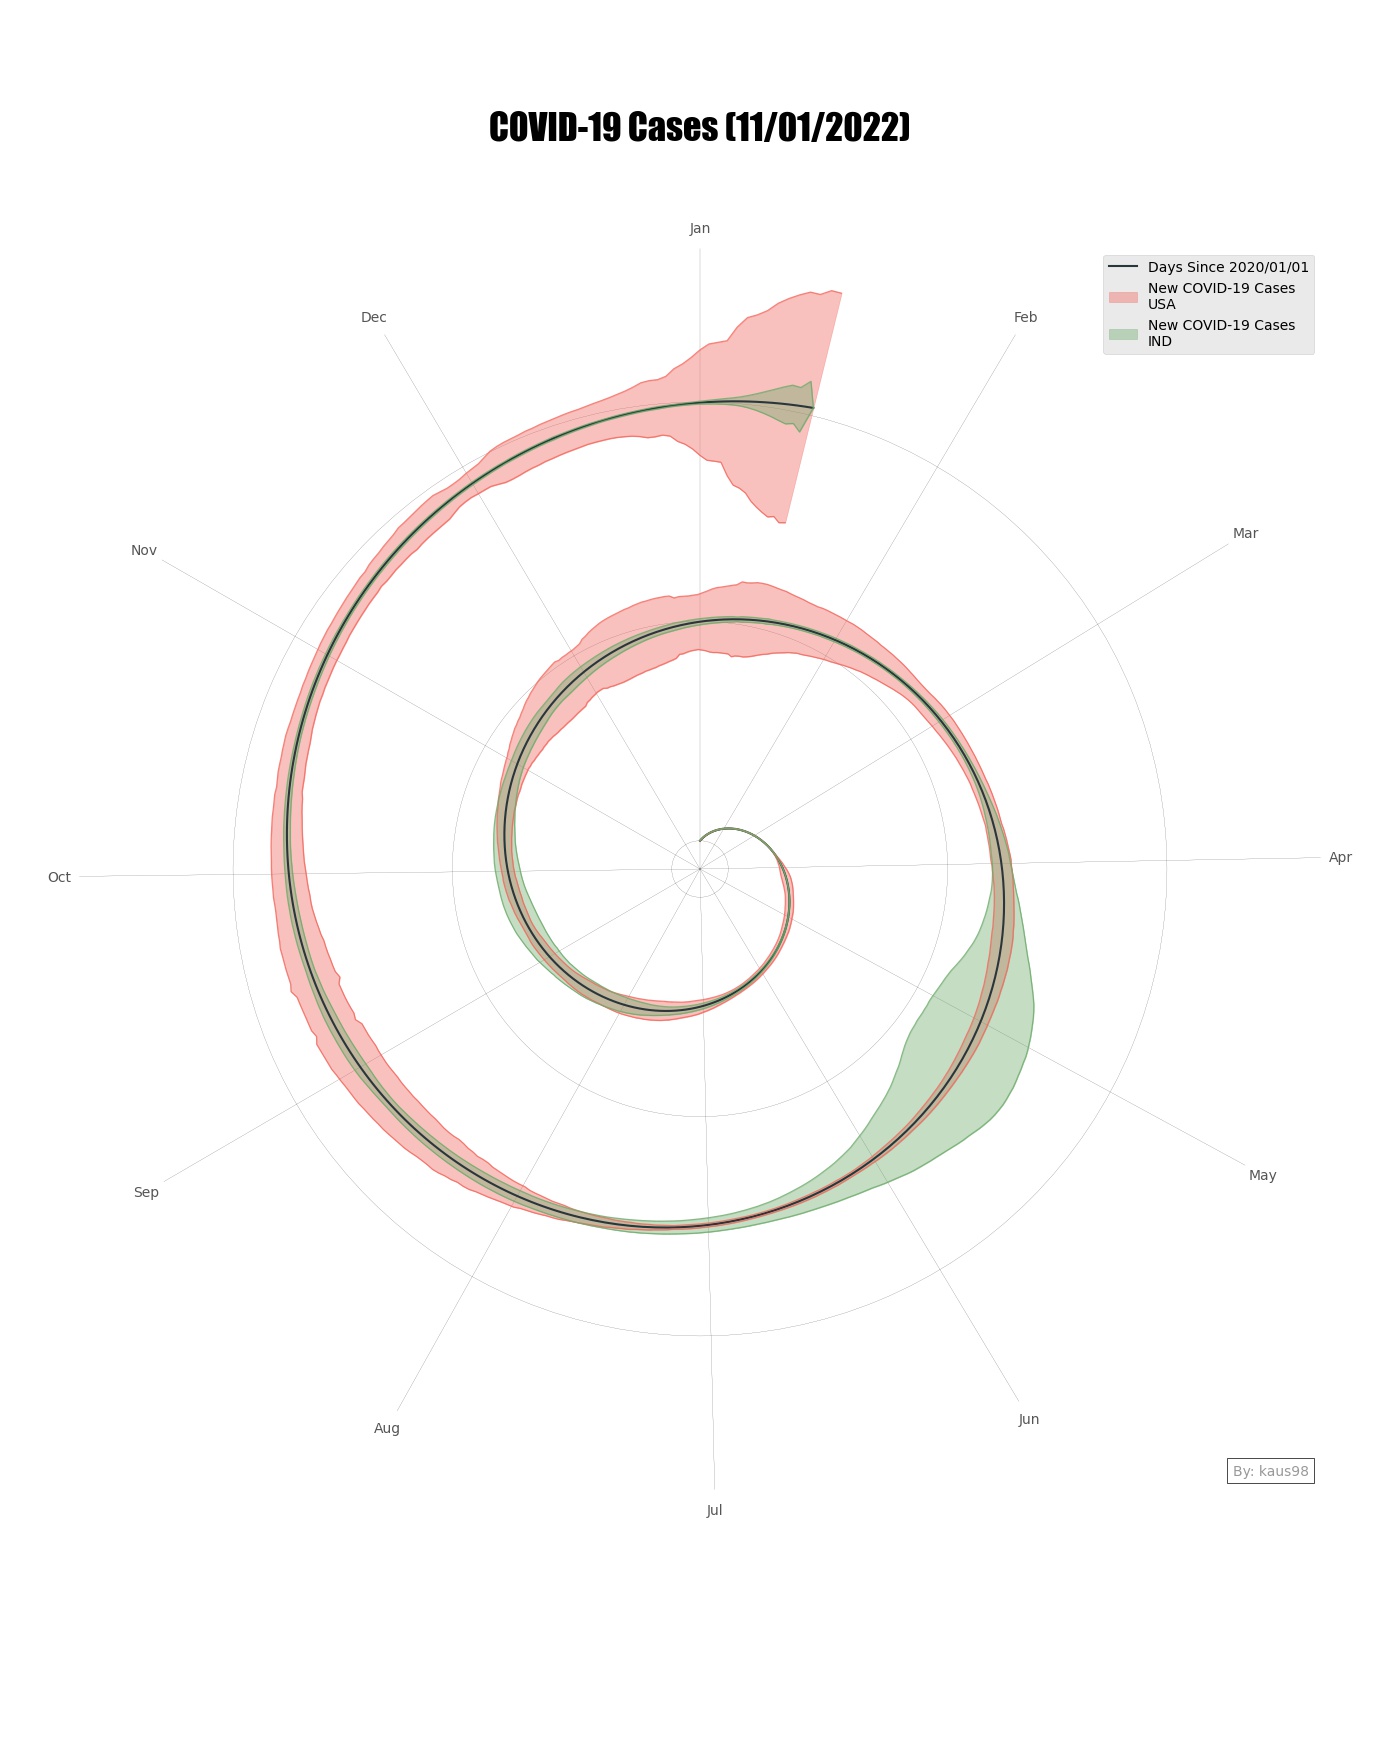 COVID-19 Cases (11/01/2022)
Jan
Dec
Feb
Days Since 2020/01/01
New COVID-19 Cases
USA
New COVID-19 Cases
IND
Nov
Mar
Oct
Apr
Sep
May
Aug
Jun
By: kaus98
Jul